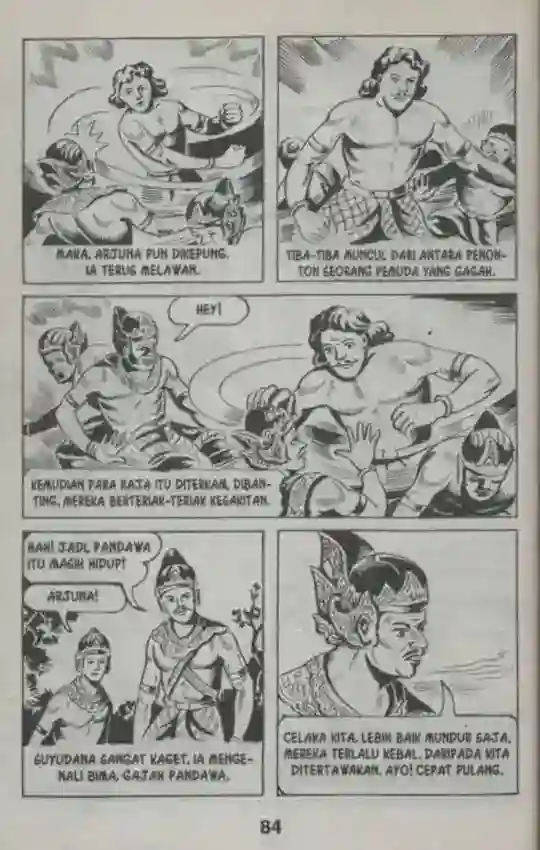 MAKA, ARJUNA PUN DIKEPUNG.
IA TERUS MELAWAN.
TIBA-TIBA MUNCUL DARI ANTARA PENON-
TON SEORANG PEMUDA YANG GAGAH.
HEY!
KEMUDIAN PARA RAJA ITU DITERKAM, DIBAN-
TING. MEREKA BERTERIAK-TERIAK KESAKITAN.
HAH! JADI, PANDAWA
ITU MASIH HIDUP?
ARJUNA!
SUYUDANA SANGAT KAGET. IA MENGE-
NALI BIMA, GAJAH PANDAWA.
CELAKA KITA. LEBIH BAIK MUNDUR SAJA.
MEREKA TERLALU KEBAL. DARIPADA KITA
DITERTAWAKAN. AYO! CEPAT PULANG.
84